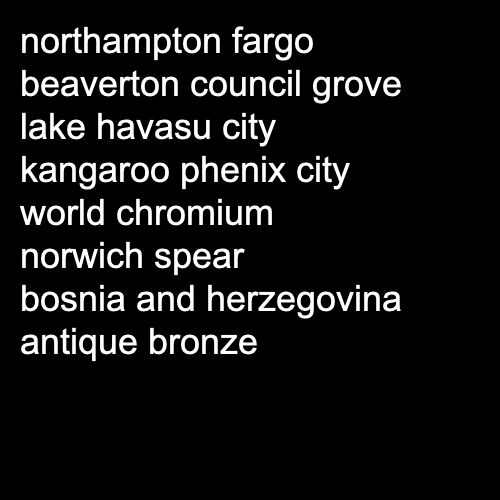 northampton fargo
beaverton council grove
lake havasu city
kangaroo phenix city
world chromium
norwich spear
bosnia and herzegovina
antique bronze